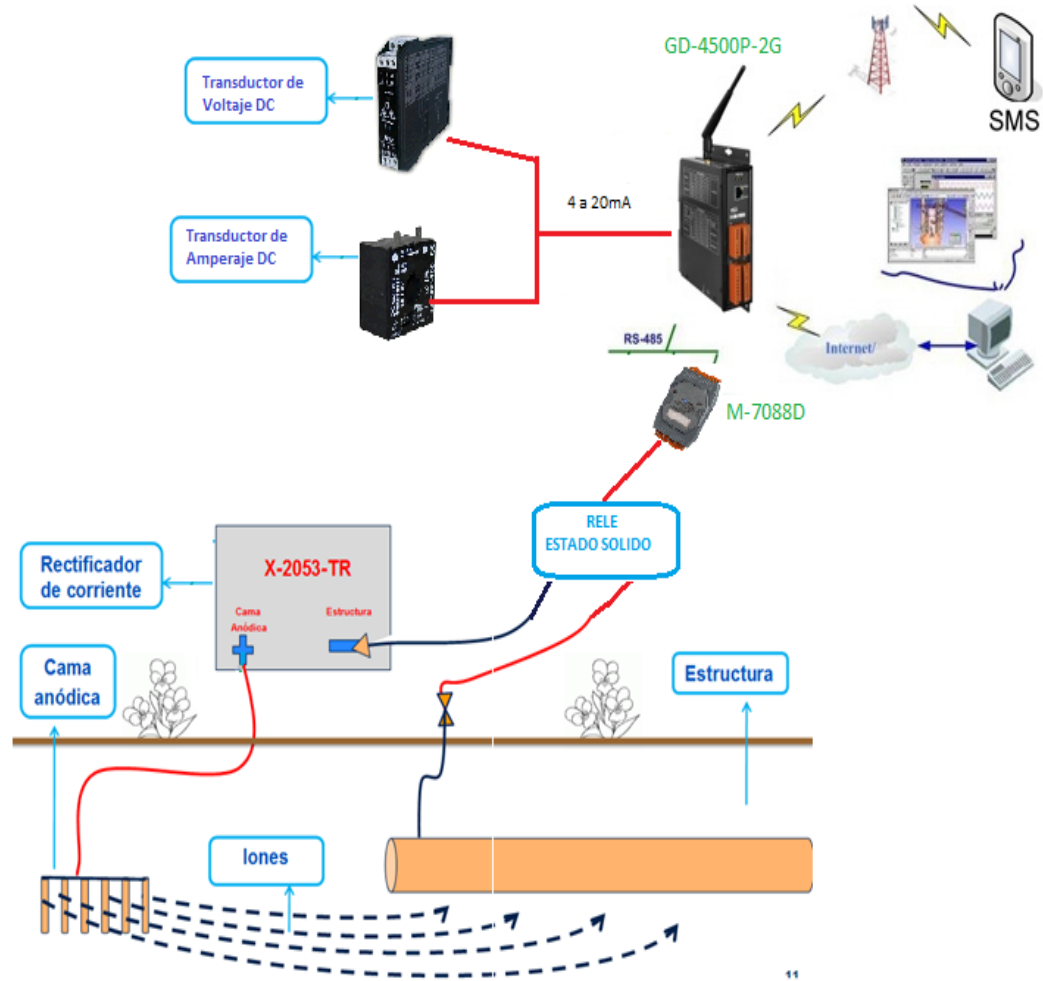 GD-4500P-2G
SMS
Transductor de
Voltaje DC
4 a 20mA
Transductor de
Amperaje DC
RS-485
Internet/
M-7088D
RELE
ESTADO SOLIDO
Rectificador
de corriente
X-2053-TR
Cama
Anódica
Estructura
Cama
anódica
Estructura
Iones
11